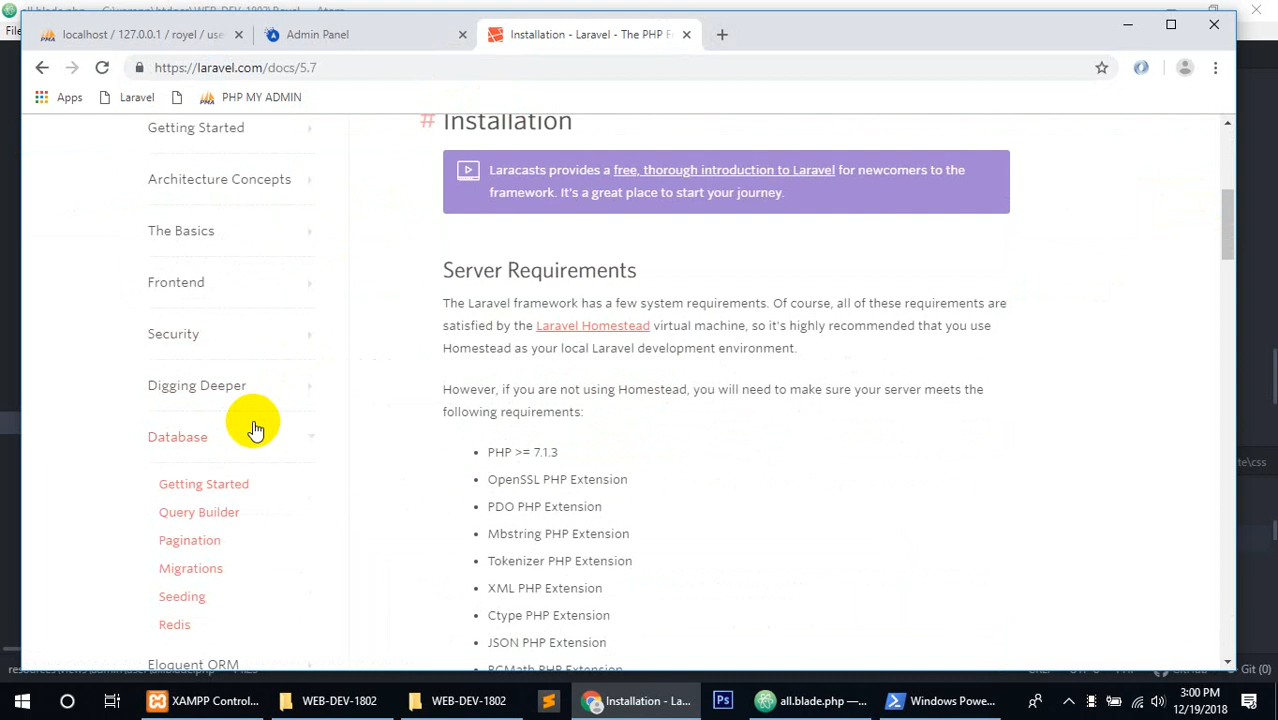 localhost / 127.0.0.1 / royel / use
Admin Panel
Installation - Laravel - The PHP F
https://laravel.com/docs/5.7
Apps
Laravel
PHP MY ADMIN
Getting Started
Architecture Concepts
The Basics
Frontend
Security
Digging Deeper
Database
Getting Started
Query Builder
Pagination
Migrations
Seeding
Redis
Eloquent ORM
# Installation
Laracasts provides a free, thorough introduction to Laravel for newcomers to the
framework. It's a great place to start your journey.
Server Requirements
The Laravel framework has a few system requirements. Of course, all of these requirements are
satisfied by the Laravel Homestead virtual machine, so it's highly recommended that you use
Homestead as your local Laravel development environment.
However, if you are not using Homestead, you will need to make sure your server meets the
following requirements:
• PHP >= 7.1.3
• OpenSSL PHP Extension
• PDO PHP Extension
• Mbstring PHP Extension
• Tokenizer PHP Extension
• XML PHP Extension
• Ctype PHP Extension
• JSON PHP Extension
• BCMath PHP Extension
Git (0)
XAMPP Control...
WEB-DEV-1802
WEB-DEV-1802
Installation - La...
all.blade.php —...
Windows Powe...
3:00 PM
12/19/2018